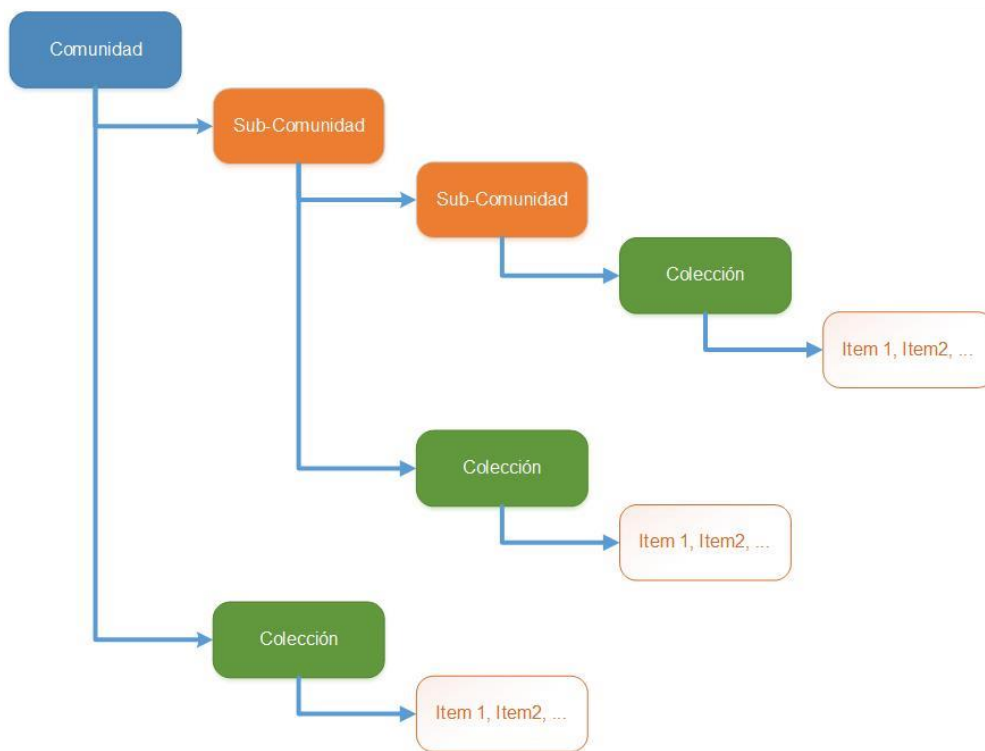 Comunidad
Sub-Comunidad
Sub-Comunidad
Colección
Item 1, Item2, ...
Colección
Item 1, Item2, ...
Colección
Item 1, Item2, ...